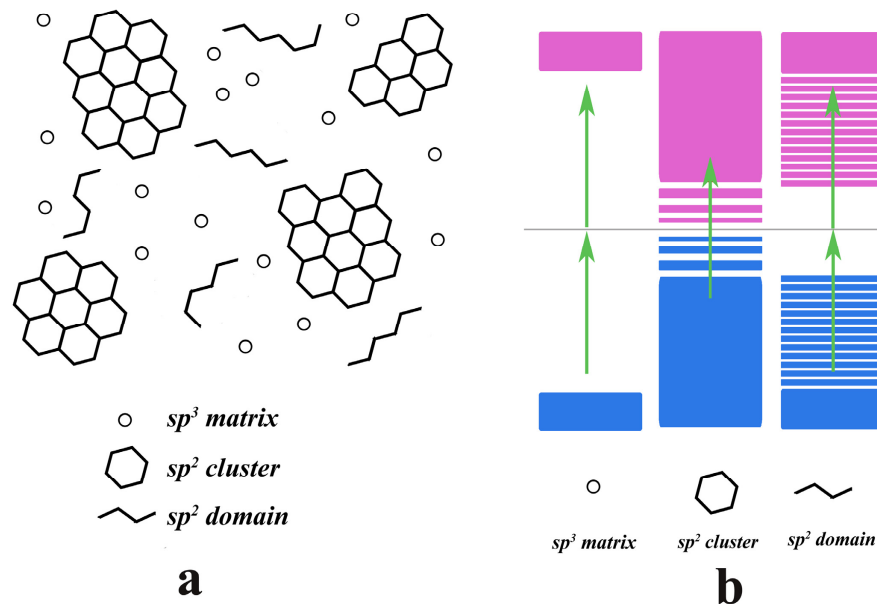 sp³ matrix
sp² cluster
sp² domain
a
sp³ matrix
sp² cluster
sp² domain
b